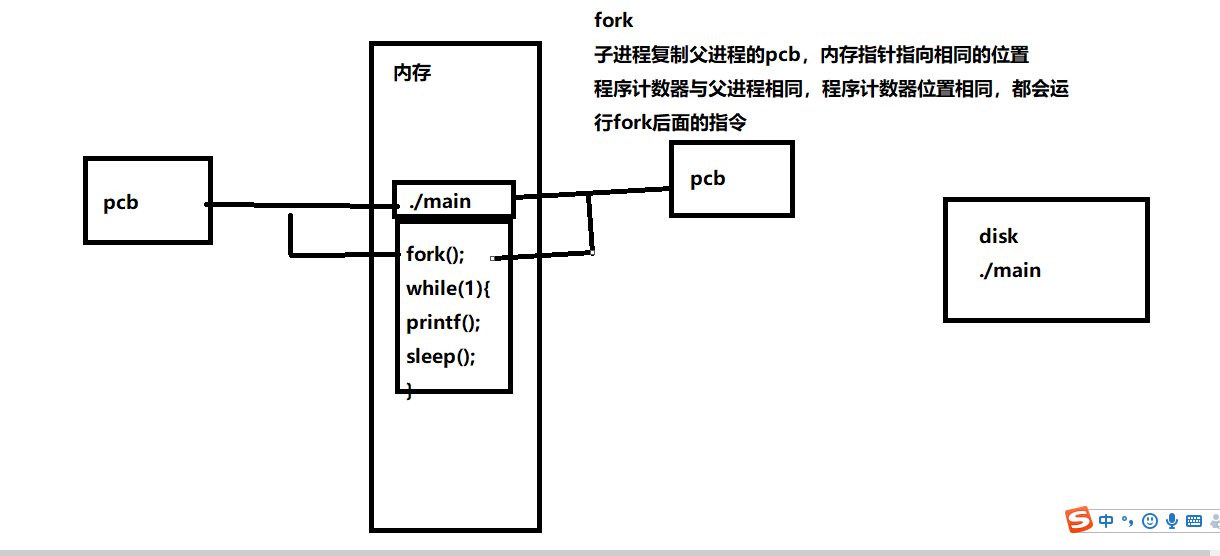 fork
子进程复制父进程的pcb，内存指针指向相同的位置
程序计数器与父进程相同，程序计数器位置相同，都会运
行fork后面的指令
内存
pcb
./main
pcb
fork();
while(1){
printf();
sleep();
}
disk
./main
中